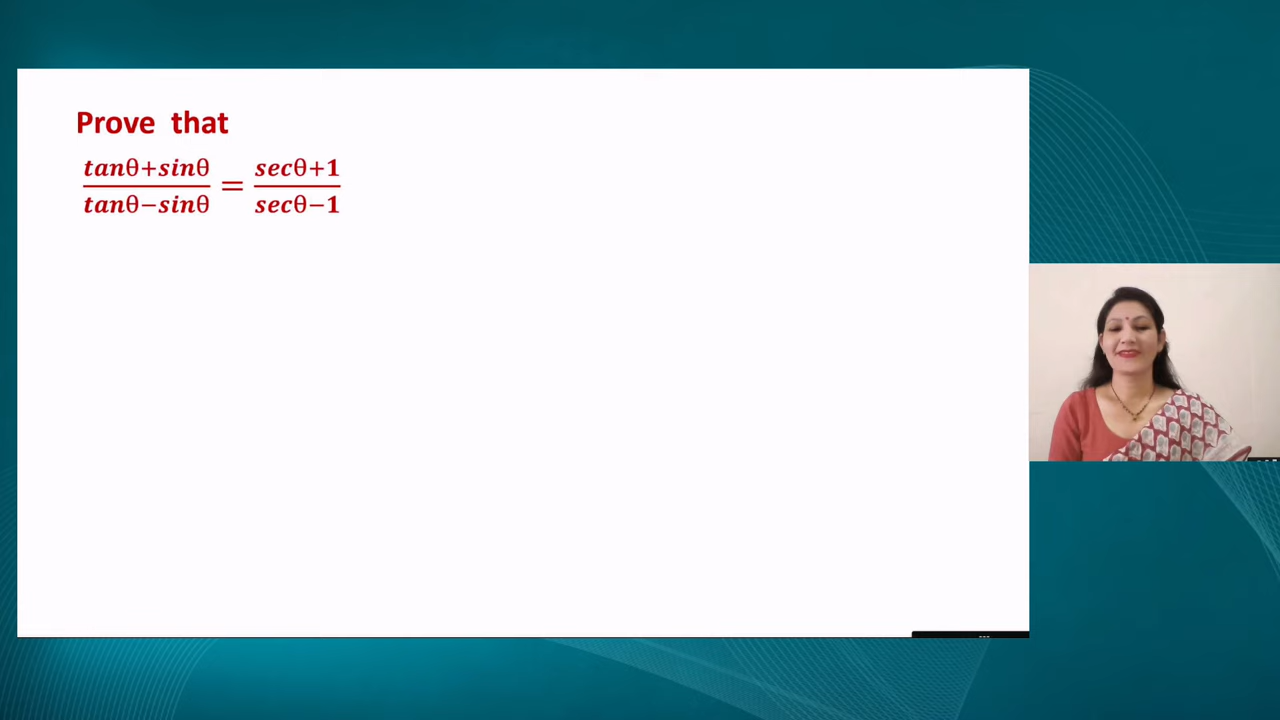 Prove that
tanθ+sinθ / tanθ−sinθ = secθ+1 / secθ−1